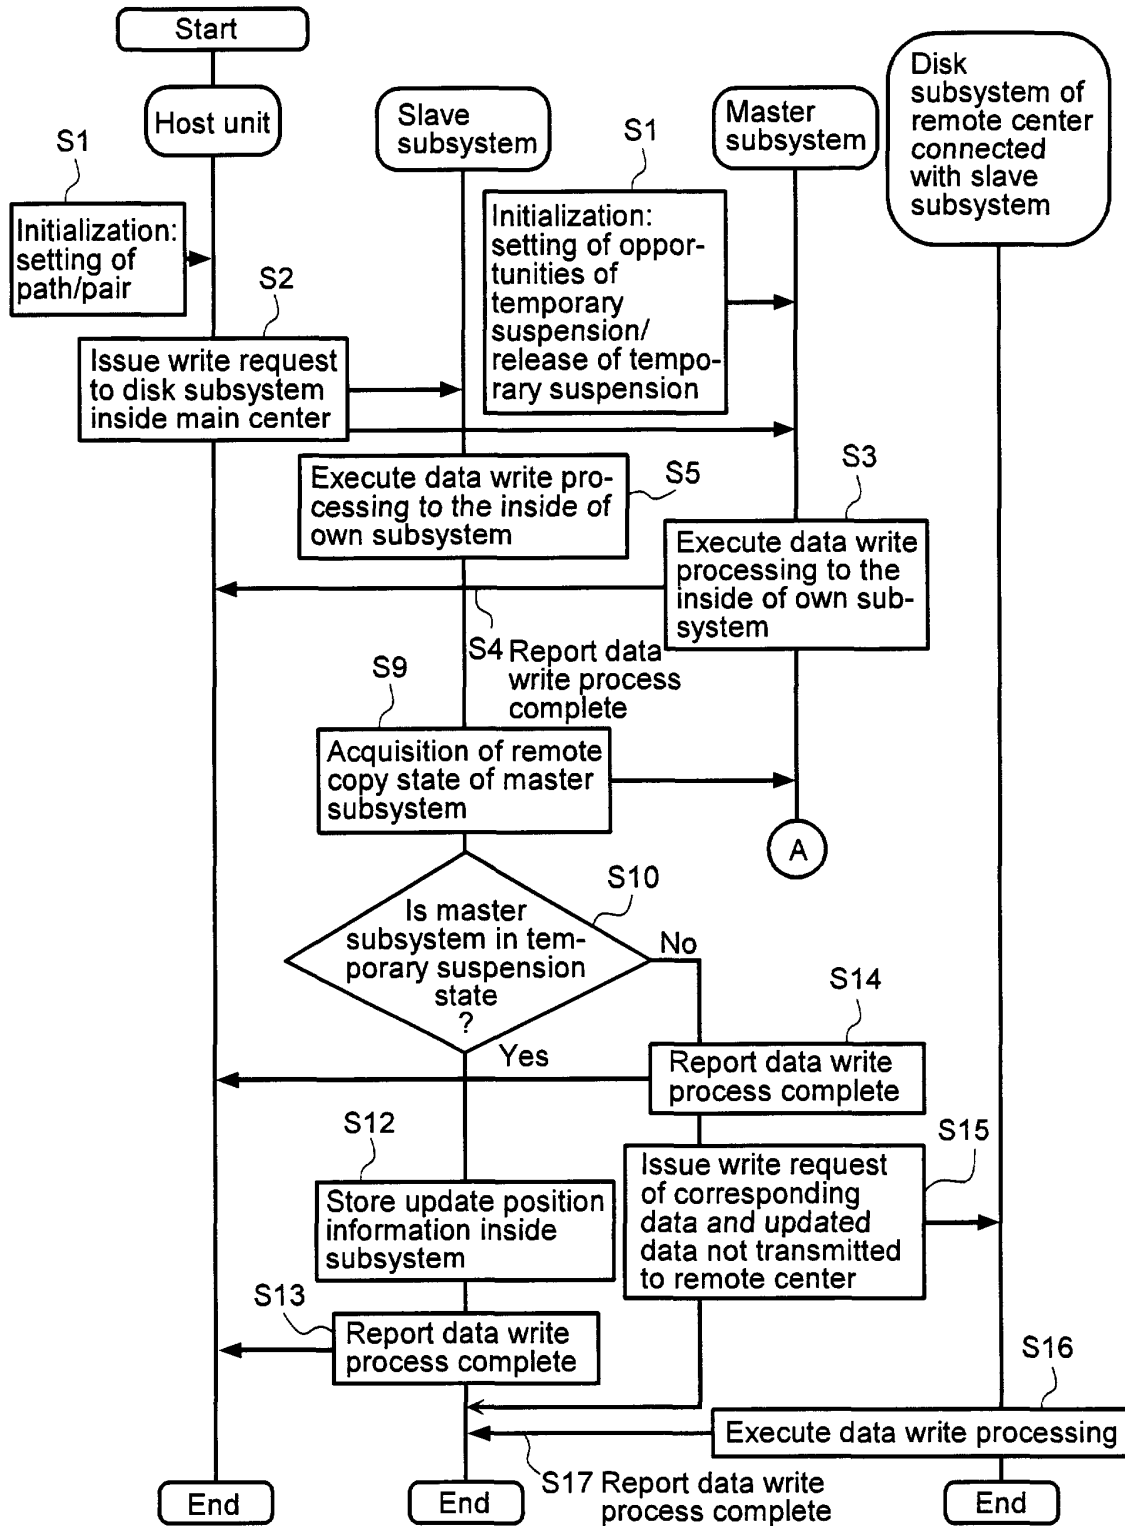 Start
Host unit
Slave
subsystem
Master
subsystem
Disk
subsystem of
remote center
connected
with slave
subsystem
S1
Initialization:
setting of
path/pair
S1
Initialization:
setting of oppor-
tunities of
temporary
suspension/
release of tempo-
rary suspension
S2
Issue write request
to disk subsystem
inside main center
S5
Execute data write pro-
cessing to the inside of
own subsystem
S3
Execute data write
processing to the
inside of own sub-
system
S4 Report data
write process
complete
S9
Acquisition of remote
copy state of master
subsystem
A
S10
Is master
subsystem in tem-
porary suspension
state
?
No
Yes
S14
Report data write
process complete
S12
Store update position
information inside
subsystem
S15
Issue write request
of corresponding
data and updated
data not transmitted
to remote center
S13
Report data write
process complete
S16
Execute data write processing
S17 Report data write
process complete
End
End
End